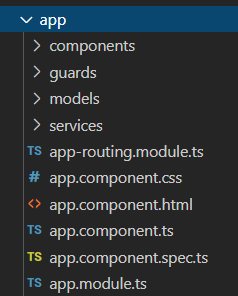 app
components
guards
models
services
TS app-routing.module.ts
# app.component.css
<> app.component.html
TS app.component.ts
TS app.component.spec.ts
TS app.module.ts